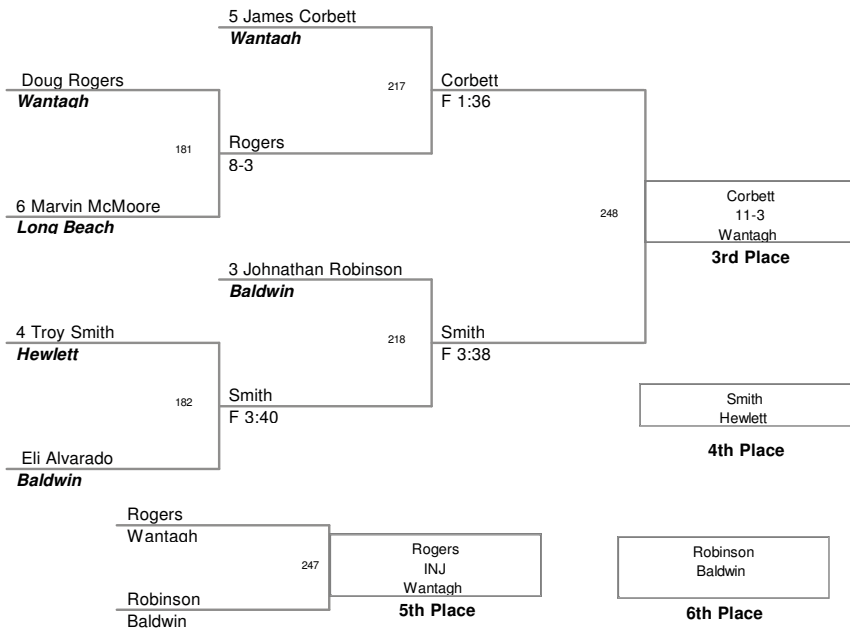 5 James Corbett
Wantagh
Doug Rogers
Wantagh
217
Corbett
F 1:36
181
Rogers
8-3
6 Marvin McMoore
Long Beach
248
Corbett
11-3
Wantagh
3rd Place
3 Johnathan Robinson
Baldwin
4 Troy Smith
Hewlett
218
Smith
F 3:38
182
Smith
F 3:40
Smith
Hewlett
4th Place
Eli Alvarado
Baldwin
Rogers
Wantagh
247
Rogers
INJ
Wantagh
5th Place
Robinson
Baldwin
Robinson
Baldwin
6th Place